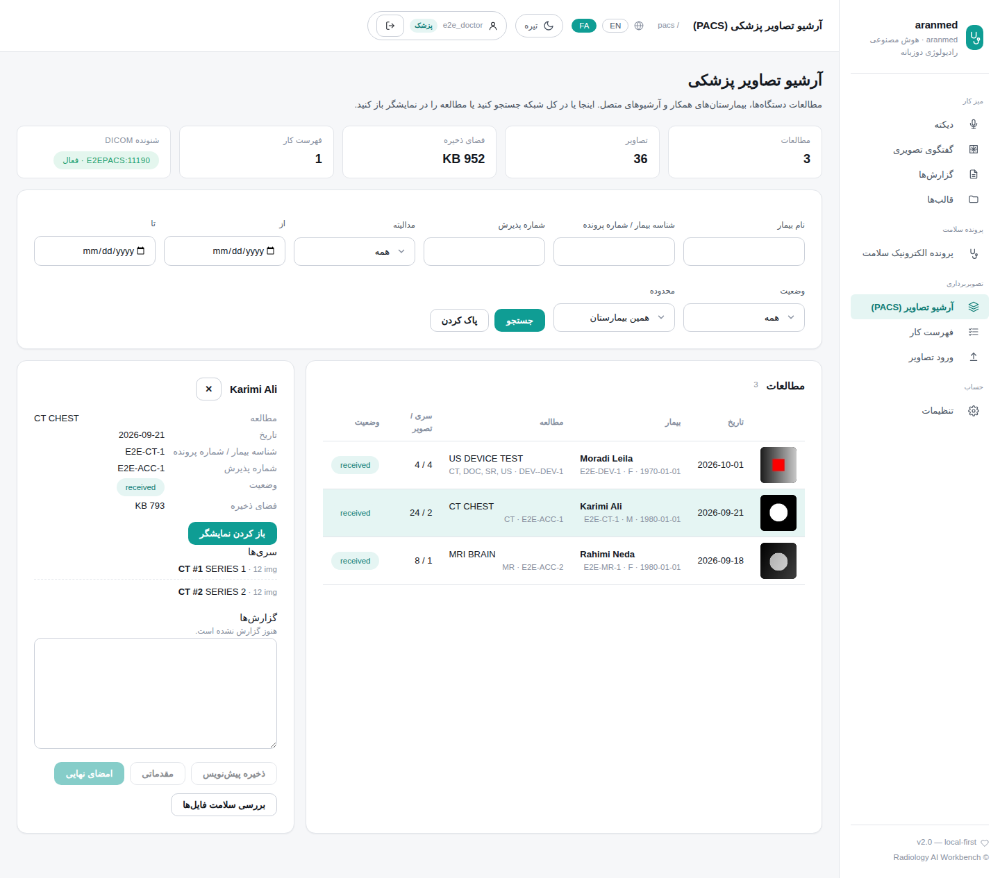 aranmed
aranmed · هوش مصنوعی
رادیولوژی دوزبانه
میز کار
دیکته
گفتگوی تصویری
گزارش‌ها
قالب‌ها
پرونده سلامت
پرونده الکترونیک سلامت
تصویربرداری
آرشیو تصاویر (PACS)
فهرست کار
ورود تصاویر
حساب
تنظیمات
v2.0 — local-first
Radiology AI Workbench ©
آرشیو تصاویر پزشکی (PACS)
pacs /
EN
FA
تیره
e2e_doctor
پزشک
آرشیو تصاویر پزشکی
مطالعات دستگاه‌ها، بیمارستان‌های همکار و آرشیوهای متصل. اینجا یا در کل شبکه جستجو کنید یا مطالعه را در نمایشگر باز کنید.
مطالعات
3
تصاویر
36
فضای ذخیره
952 KB
فهرست کار
1
شنونده DICOM
E2EPACS:11190 · فعال
نام بیمار
شناسه بیمار / شماره پرونده
شماره پذیرش
مدالیته
همه
از
mm/dd/yyyy
تا
mm/dd/yyyy
وضعیت
همه
محدوده
همین بیمارستان
جستجو
پاک کردن
مطالعات
3
تاریخ
بیمار
مطالعه
سری / تصویر
وضعیت
2026-10-01
Moradi Leila
E2E-DEV-1 · F · 1970-01-01
US DEVICE TEST
CT, DOC, SR, US · DEV--DEV-1
4 / 4
received
2026-09-21
Karimi Ali
E2E-CT-1 · M · 1980-01-01
CT CHEST
CT · E2E-ACC-1
24 / 2
received
2026-09-18
Rahimi Neda
E2E-MR-1 · F · 1980-01-01
MRI BRAIN
MR · E2E-ACC-2
8 / 1
received
Karimi Ali
×
مطالعه
CT CHEST
تاریخ
2026-09-21
شناسه بیمار / شماره پرونده
E2E-CT-1
شماره پذیرش
E2E-ACC-1
وضعیت
received
فضای ذخیره
793 KB
باز کردن نمایشگر
سری‌ها
CT #1 SERIES 1 · 12 img
CT #2 SERIES 2 · 12 img
گزارش‌ها
هنوز گزارش نشده است.
ذخیره پیش‌نویس
مقدماتی
امضای نهایی
بررسی سلامت فایل‌ها